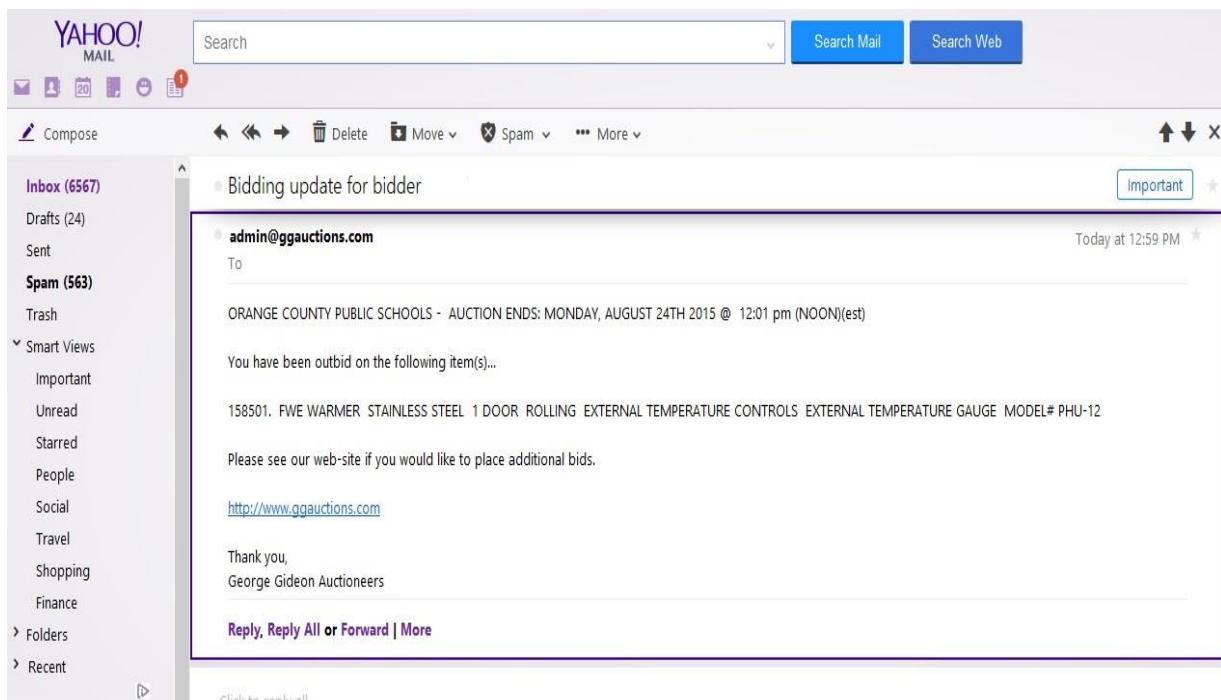 YAHOO!
MAIL
Search
Search Mail
Search Web
20
1
Compose
Delete
Move
Spam
More
Inbox (6567)
Drafts (24)
Sent
Spam (563)
Trash
Smart Views
Important
Unread
Starred
People
Social
Travel
Shopping
Finance
Folders
Recent
Bidding update for bidder
Important
admin@ggauctions.com
Today at 12:59 PM
To
ORANGE COUNTY PUBLIC SCHOOLS - AUCTION ENDS: MONDAY, AUGUST 24TH 2015 @ 12:01 pm (NOON)(est)
You have been outbid on the following item(s)...
158501. FWE WARMER STAINLESS STEEL 1 DOOR ROLLING EXTERNAL TEMPERATURE CONTROLS EXTERNAL TEMPERATURE GAUGE MODEL# PHU-12
Please see our web-site if you would like to place additional bids.
http://www.ggauctions.com
Thank you,
George Gideon Auctioneers
Reply, Reply All or Forward | More
Click to reply all